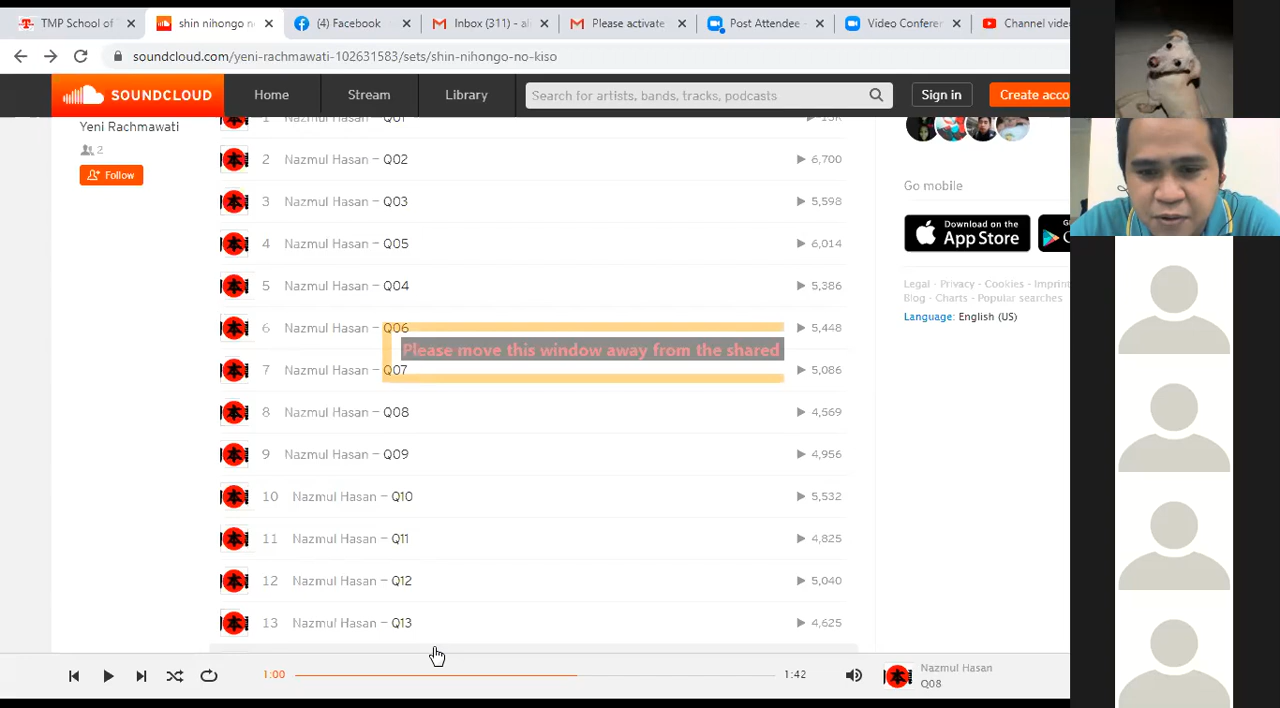 TMP School of
shin nihongo no
(4) Facebook
Inbox (311) - al
Please activate
Post Attendee -
Video Conferen
Channel video
soundcloud.com/yeni-rachmawati-102631583/sets/shin-nihongo-no-kiso
SOUNDCLOUD
Home
Stream
Library
Search for artists, bands, tracks, podcasts
Sign in
Create acco
Yeni Rachmawati
2
Follow
1 Nazmul Hasan – Q01 13K
2 Nazmul Hasan – Q02 6,700
3 Nazmul Hasan – Q03 5,598
4 Nazmul Hasan – Q05 6,014
5 Nazmul Hasan – Q04 5,386
6 Nazmul Hasan – Q06 5,448
Please move this window away from the shared
7 Nazmul Hasan – Q07 5,086
8 Nazmul Hasan – Q08 4,569
9 Nazmul Hasan – Q09 4,956
10 Nazmul Hasan – Q10 5,532
11 Nazmul Hasan – Q11 4,825
12 Nazmul Hasan – Q12 5,040
13 Nazmul Hasan – Q13 4,625
Go mobile
Download on the
App Store
Legal - Privacy - Cookies - Imprint
Blog - Charts - Popular searches
Language: English (US)
1:00
1:42
Nazmul Hasan
Q08